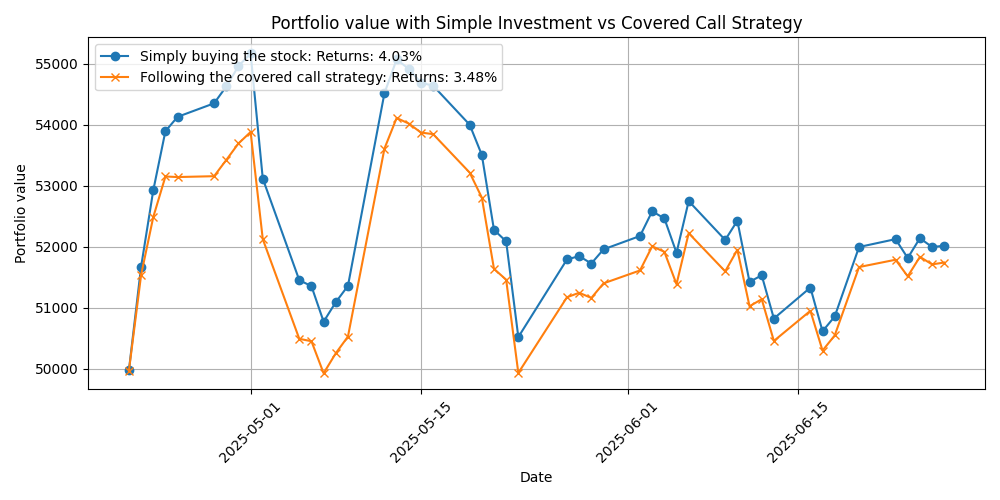 Portfolio value with Simple Investment vs Covered Call Strategy
Simply buying the stock: Returns: 4.03%
Following the covered call strategy: Returns: 3.48%
Portfolio value
55000
54000
53000
52000
51000
50000
2025-05-01
2025-05-15
2025-06-01
2025-06-15
Date